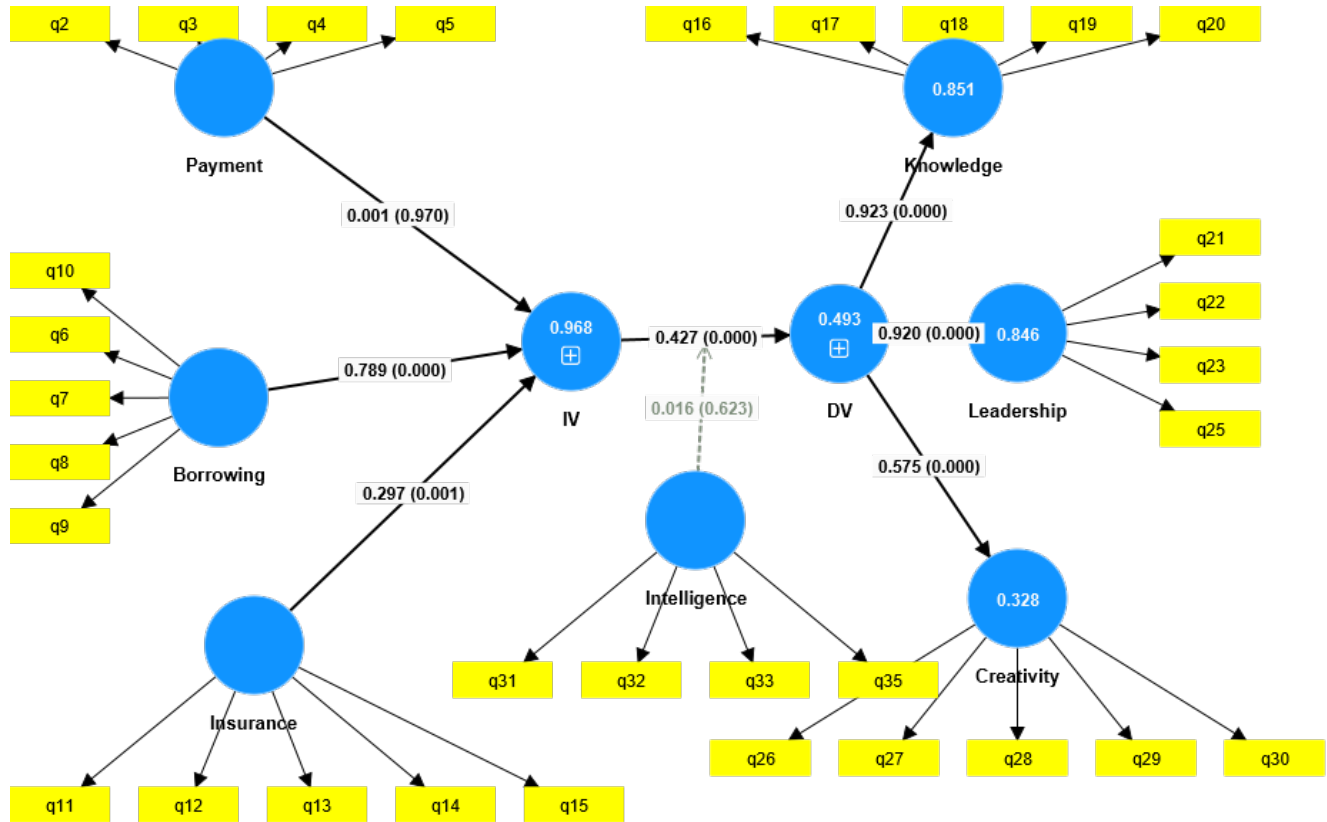 q2
q3
q4
q5
q16
q17
q18
q19
q20
0.851
Payment
Knowledge
0.001 (0.970)
0.923 (0.000)
q21
q10
q22
q6
0.968
0.427 (0.000)
0.493
0.920 (0.000)
0.846
q23
0.789 (0.000)
q7
IV
0.016 (0.623)
DV
Leadership
q25
q8
Borrowing
0.575 (0.000)
0.297 (0.001)
q9
Intelligence
0.328
q31
q32
q33
q35
Creativity
Insurance
q26
q27
q28
q29
q30
q11
q12
q13
q14
q15